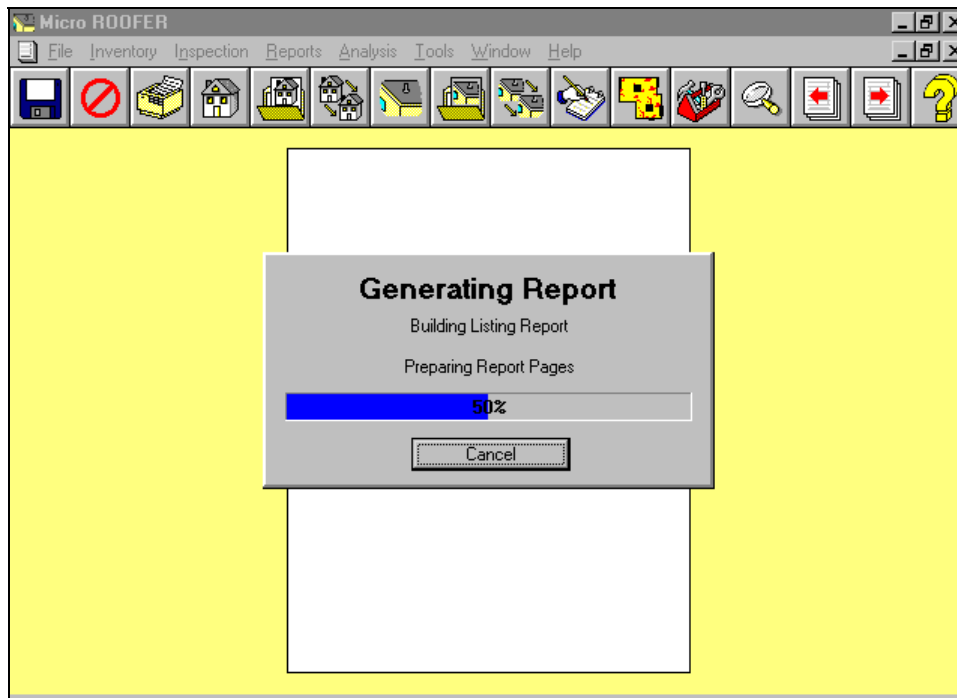 Micro ROOFER
File Inventory Inspection Reports Analysis Tools Window Help
Generating Report
Building Listing Report
Preparing Report Pages
50%
Cancel